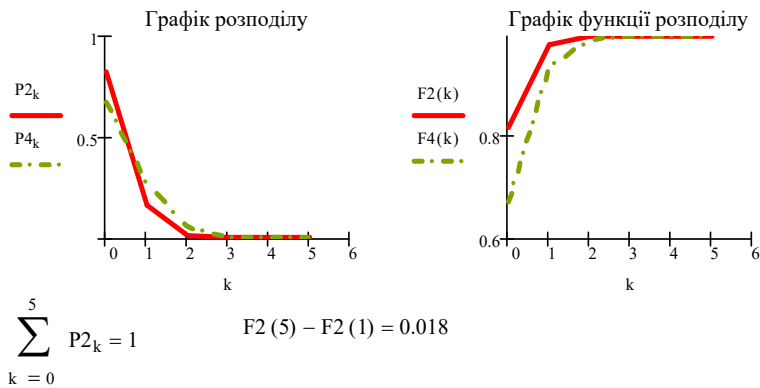 Графік розподілу
1
P2k
P4k
0.5
0 1 2 3 4 5 6
k
Графік функції розподілу
F2(k)
F4(k)
0.8
0.6
0 1 2 3 4 5 6
k
5
∑ P2k = 1
k = 0
F2 (5) − F2 (1) = 0.018